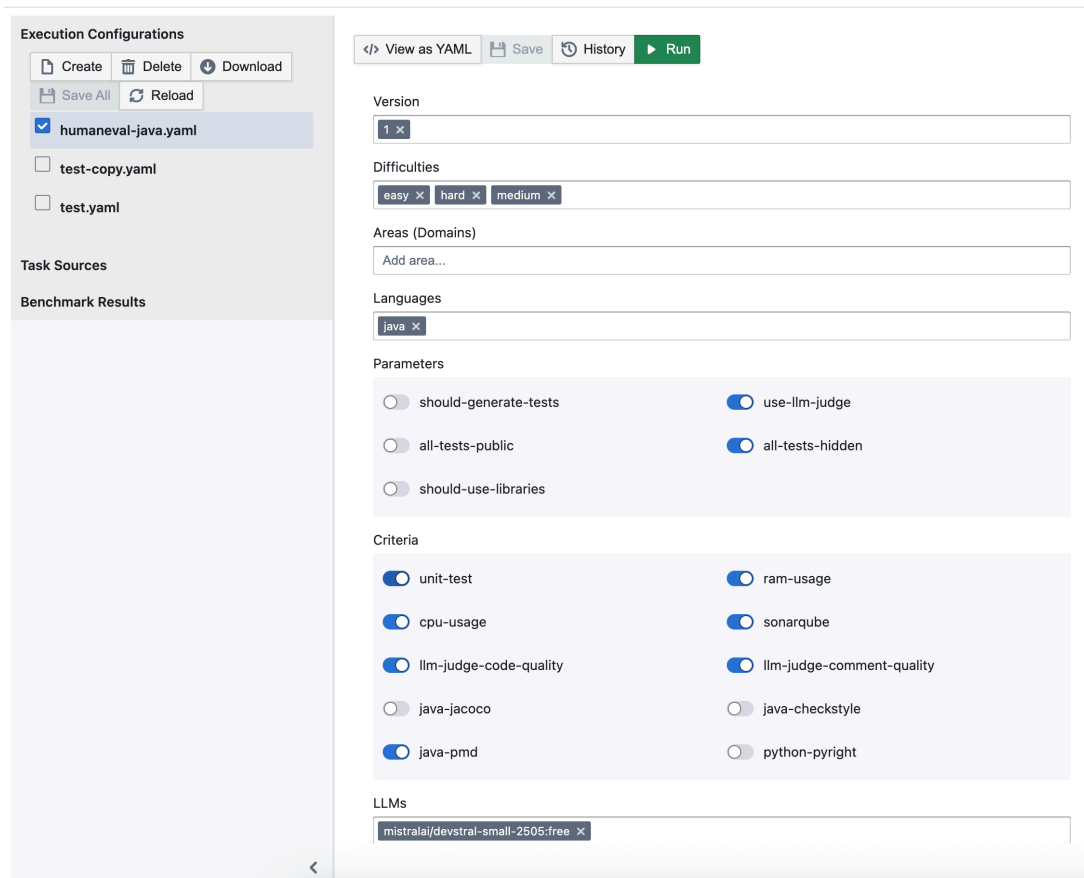 Execution Configurations
Create Delete Download
Save All Reload
humaneval-java.yaml
test-copy.yaml
test.yaml
Task Sources
Benchmark Results
</> View as YAML Save History Run
Version
1 ×
Difficulties
easy × hard × medium ×
Areas (Domains)
Add area...
Languages
java ×
Parameters
should-generate-tests use-llm-judge
all-tests-public all-tests-hidden
should-use-libraries
Criteria
unit-test ram-usage
cpu-usage sonarqube
llm-judge-code-quality llm-judge-comment-quality
java-jacoco java-checkstyle
java-pmd python-pyright
LLMs
mistralai/devstral-small-2505:free ×